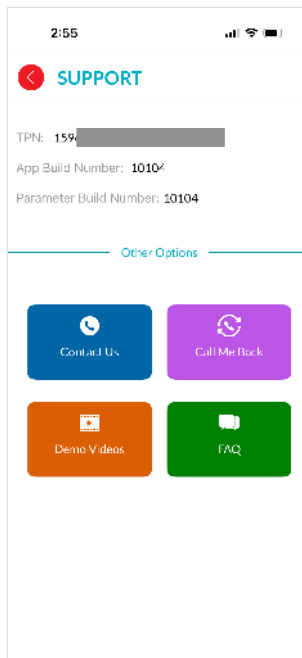 2:55
SUPPORT
TPN: 159
App Build Number: 10104
Parameter Build Number: 10104
Other Options
Contact Us
Call Me Back
Demo Videos
FAQ